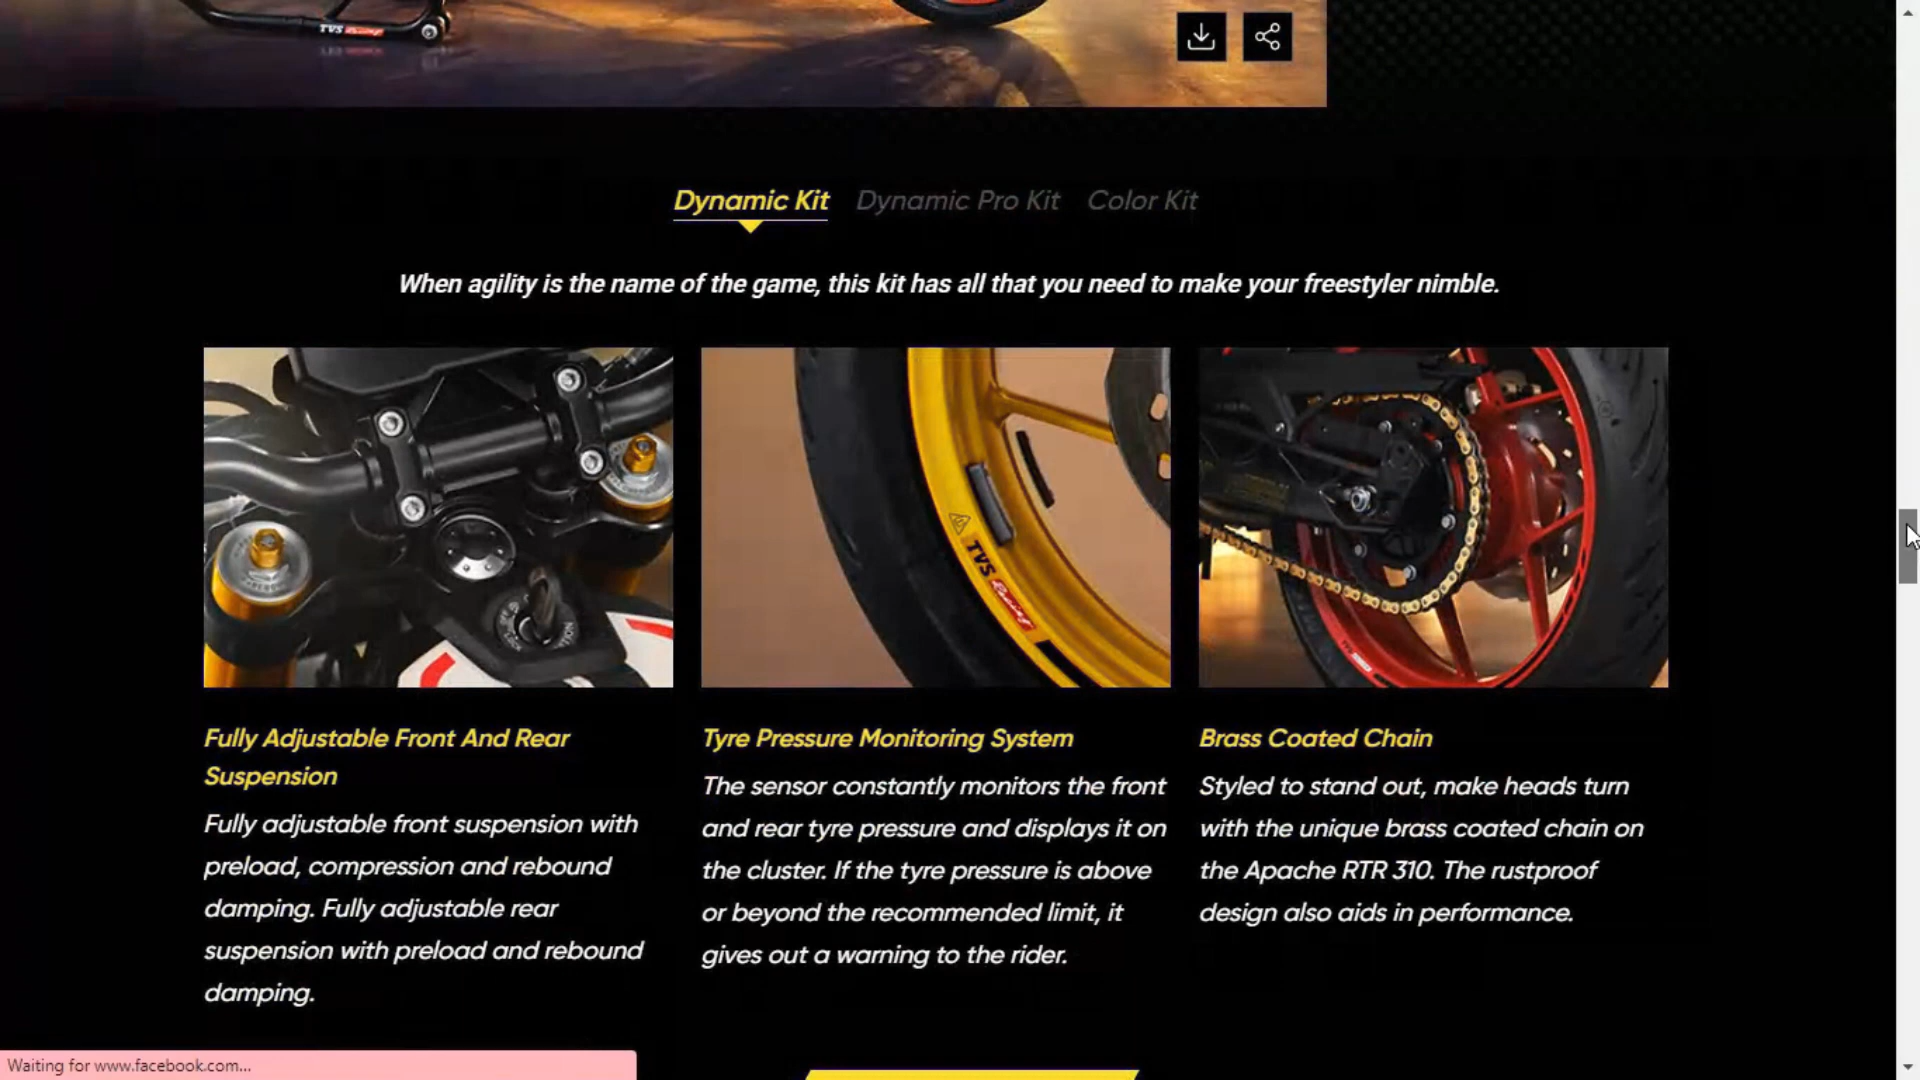 TVS Racing
Dynamic Kit Dynamic Pro Kit Color Kit
When agility is the name of the game, this kit has all that you need to make your freestyler nimble.
TVS Racing
Fully Adjustable Front And Rear
Suspension
Fully adjustable front suspension with
preload, compression and rebound
damping. Fully adjustable rear
suspension with preload and rebound
damping.
Tyre Pressure Monitoring System
The sensor constantly monitors the front
and rear tyre pressure and displays it on
the cluster. If the tyre pressure is above
or beyond the recommended limit, it
gives out a warning to the rider.
Brass Coated Chain
Styled to stand out, make heads turn
with the unique brass coated chain on
the Apache RTR 310. The rustproof
design also aids in performance.
Waiting for www.facebook.com...